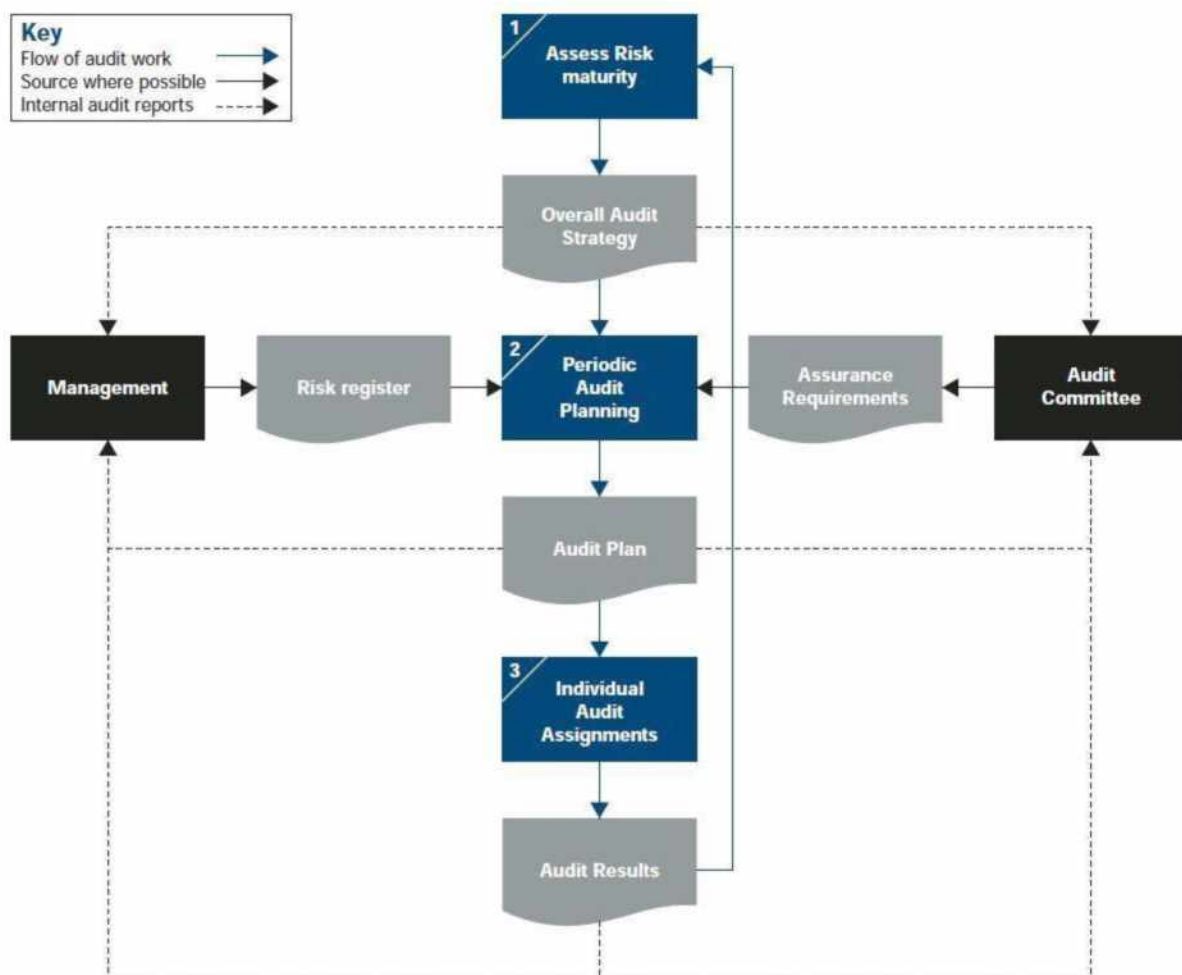 Key
Flow of audit work
Source where possible
Internal audit reports
1
Assess Risk
maturity
Overall Audit
Strategy
Management
Risk register
2
Periodic
Audit
Planning
Assurance
Requirements
Audit
Committee
Audit Plan
3
Individual
Audit
Assignments
Audit Results